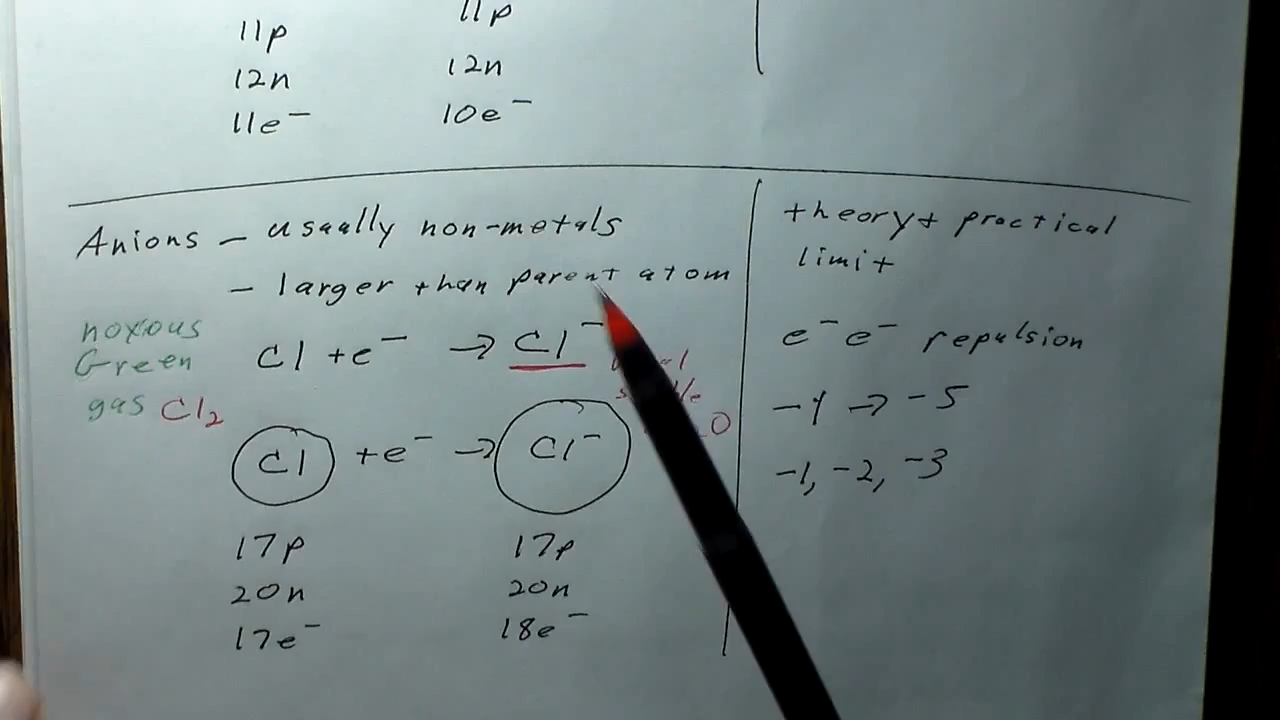 11p 11p
12n 12n
11e⁻ 10e⁻
Anions – usually non-metals
– larger than parent atom
noxous
Green
gas Cl₂
Cl + e⁻ → Cl⁻
Cl + e⁻ → Cl⁻
O
17p 17p
20n 20n
17e⁻ 18e⁻
theory + practical
limit
e⁻ e⁻ repulsion
-1 → -5
-1, -2, -3